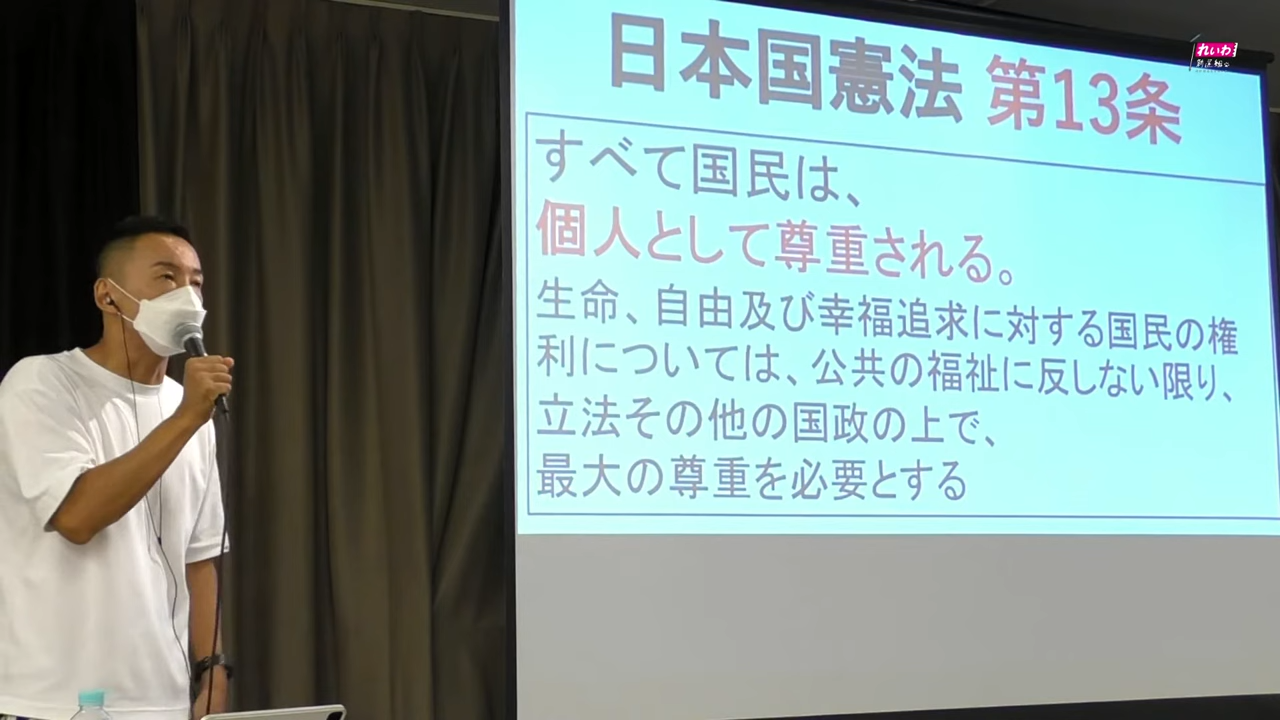 れいわ
新選組
日本国憲法 第13条
すべて国民は、
個人として尊重される。
生命、自由及び幸福追求に対する国民の権
利については、公共の福祉に反しない限り、
立法その他の国政の上で、
最大の尊重を必要とする